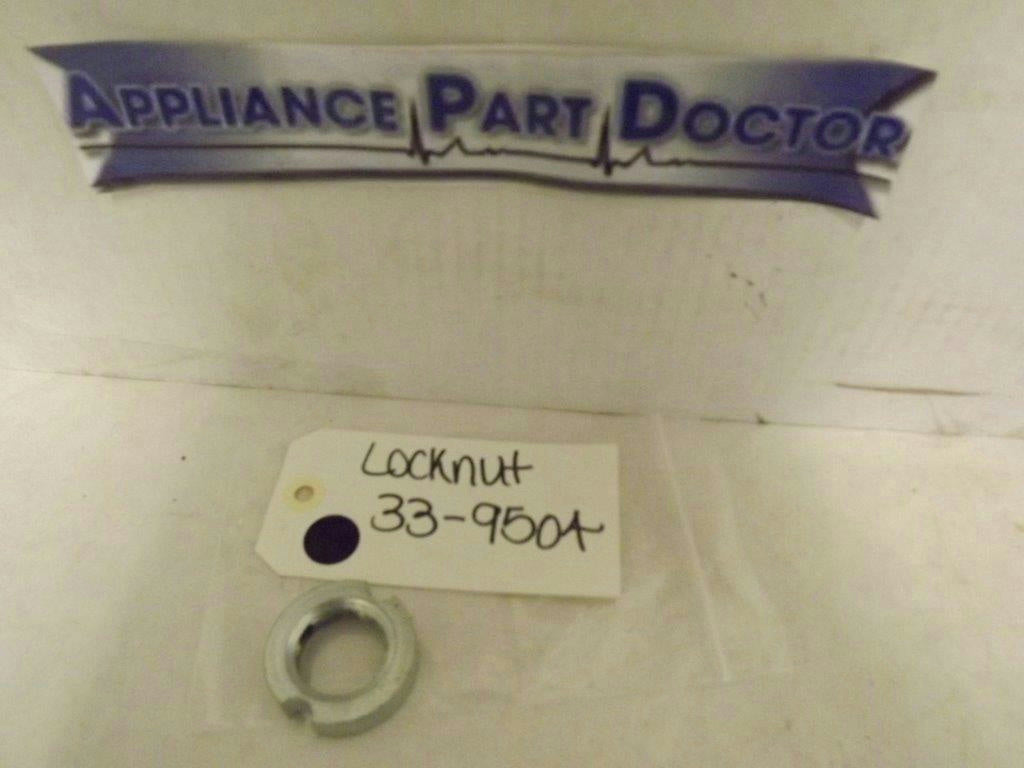 APPLIANCE PART DOCTOR
Locknut
33-9504